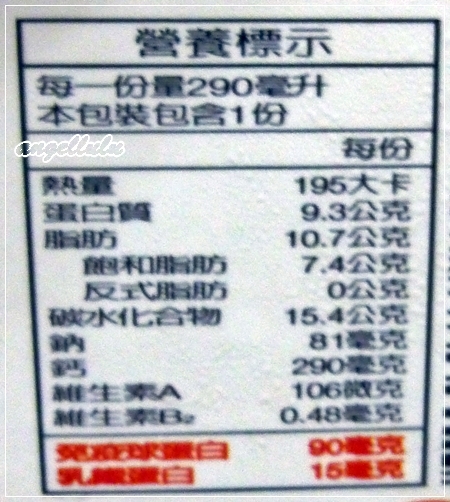 營養標示
每一份量290毫升
本包裝包含1份
angellulu
每份
熱量 195大卡
蛋白質 9.3公克
脂肪 10.7公克
飽和脂肪 7.4公克
反式脂肪 0公克
碳水化合物 15.4公克
鈉 81毫克
鈣 290毫克
維生素A 106微克
維生素B₂ 0.48毫克
免疫球蛋白 90毫克
乳鐵蛋白 15毫克